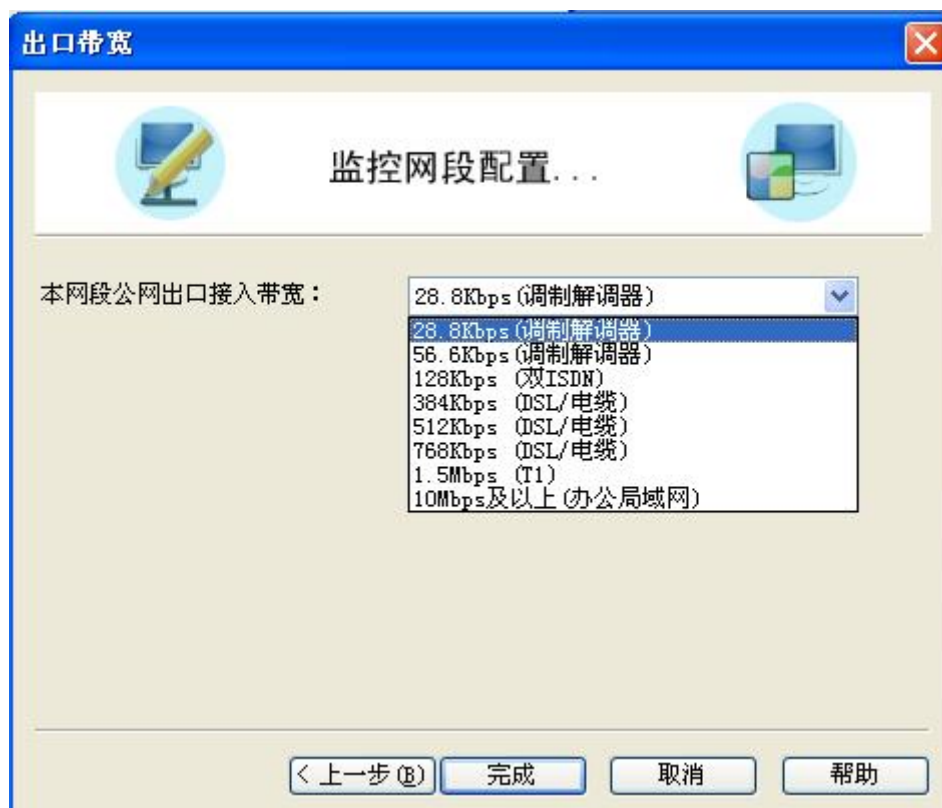 出口带宽
监控网段配置...
本网段公网出口接入带宽：
28.8Kbps(调制解调器)
28.8Kbps(调制解调器)
56.6Kbps(调制解调器)
128Kbps (双ISDN)
384Kbps (DSL/电缆)
512Kbps (DSL/电缆)
768Kbps (DSL/电缆)
1.5Mbps (T1)
10Mbps及以上(办公局域网)
< 上一步(B) 完成 取消 帮助